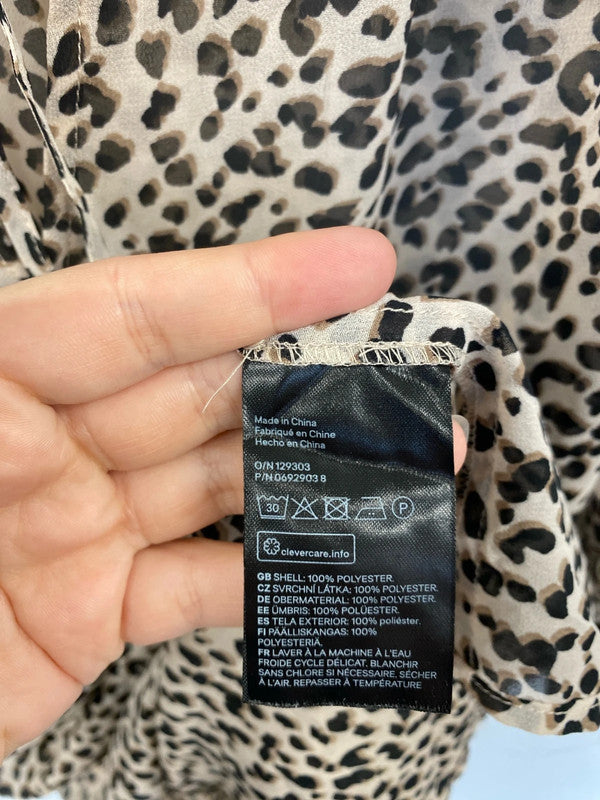 Made in China
Fabriqué en Chine
Hecho en China
O/N 129303
P/N 0692903 8
30
P
clevercare.info
GB SHELL: 100% POLYESTER.
CZ SVRCHNÍ LÁTKA: 100% POLYESTER.
DE OBERMATERIAL: 100% POLYESTER.
EE ÜMBRIS: 100% POLÜESTER.
ES TELA EXTERIOR: 100% poliéster.
FI PÄÄLLISKANGAS: 100%
POLYESTERIÄ.
FR LAVER À LA MACHINE À L'EAU
FROIDE CYCLE DÉLICAT. BLANCHIR
SANS CHLORE SI NÉCESSAIRE, SÉCHER
À L'AIR. REPASSER À TEMPÉRATURE